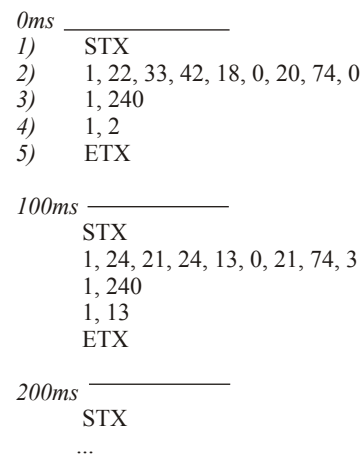 0ms
1) STX
2) 1, 22, 33, 42, 18, 0, 20, 74, 0
3) 1, 240
4) 1, 2
5) ETX
100ms
STX
1, 24, 21, 24, 13, 0, 21, 74, 3
1, 240
1, 13
ETX
200ms
STX
...